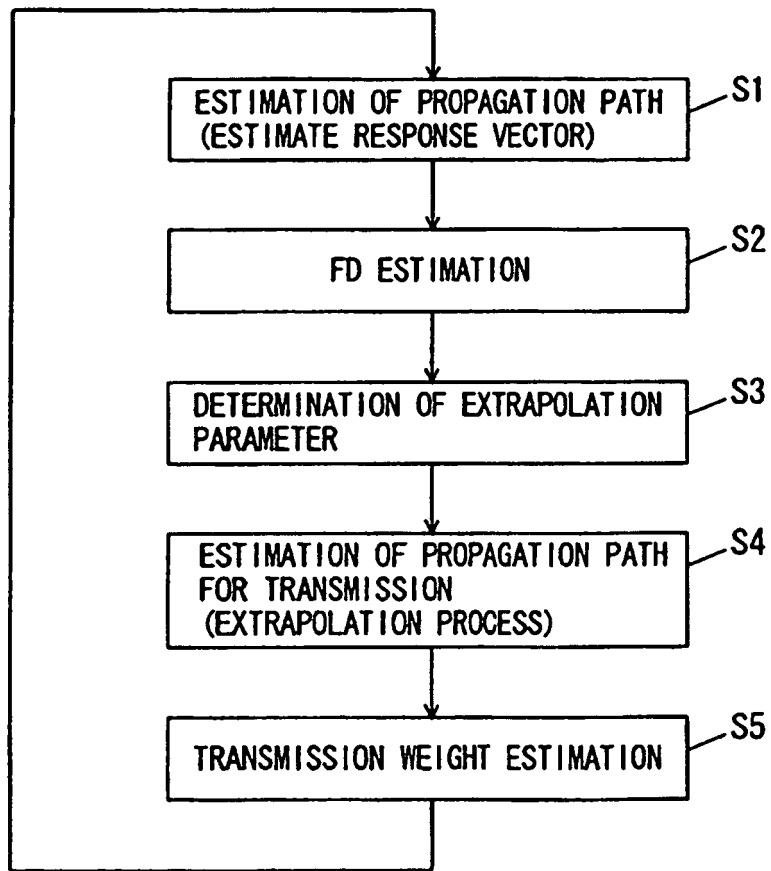 ESTIMATION OF PROPAGATION PATH
(ESTIMATE RESPONSE VECTOR)
S1
FD ESTIMATION
S2
DETERMINATION OF EXTRAPOLATION
PARAMETER
S3
ESTIMATION OF PROPAGATION PATH
FOR TRANSMISSION
(EXTRAPOLATION PROCESS)
S4
TRANSMISSION WEIGHT ESTIMATION
S5